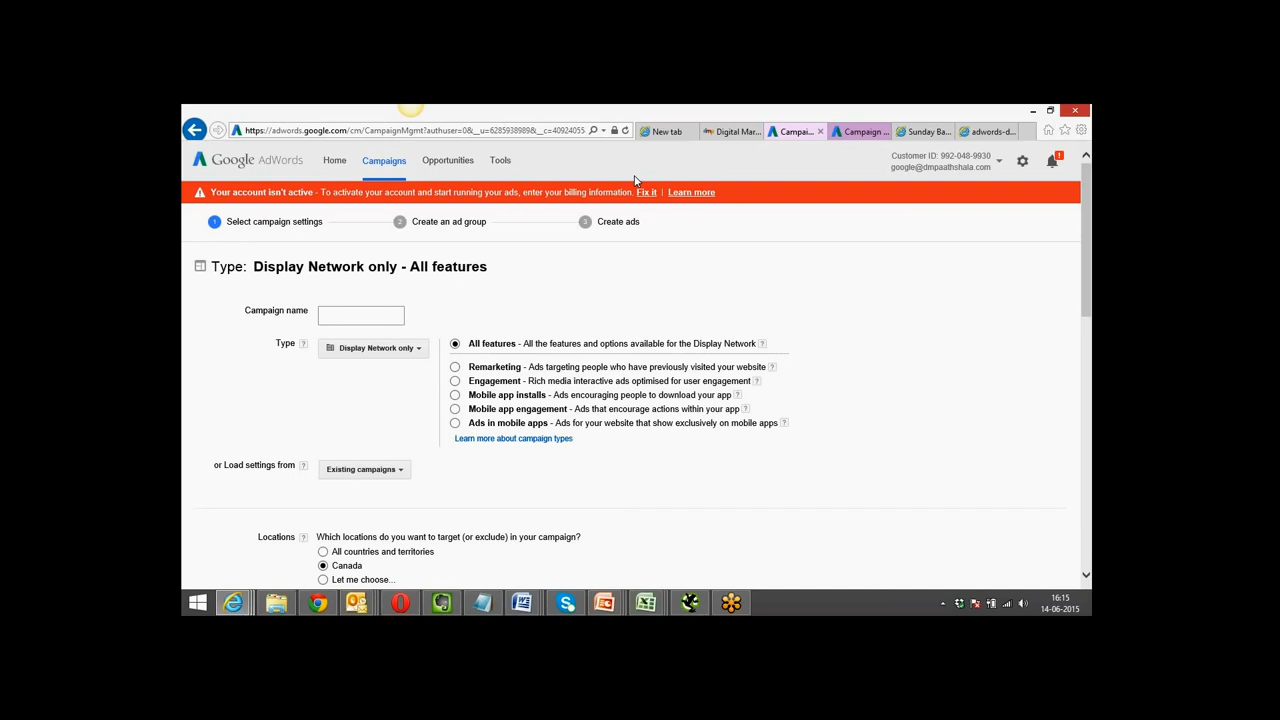 https://adwords.google.com/cm/CampaignMgmt?authuser=0&__u=6285938989&__c=40924055
New tab
Digital Mar...
Campai...
Campaign ...
Sunday Ba...
adwords-d...
Google AdWords
Home
Campaigns
Opportunities
Tools
Customer ID: 992-048-9930
google@dmpaathshala.com
!
Your account isn't active - To activate your account and start running your ads, enter your billing information. Fix it | Learn more
1 Select campaign settings
2 Create an ad group
3 Create ads
Type: Display Network only - All features
Campaign name
Type ?
Display Network only
All features - All the features and options available for the Display Network ?
Remarketing - Ads targeting people who have previously visited your website ?
Engagement - Rich media interactive ads optimised for user engagement ?
Mobile app installs - Ads encouraging people to download your app ?
Mobile app engagement - Ads that encourage actions within your app ?
Ads in mobile apps - Ads for your website that show exclusively on mobile apps ?
Learn more about campaign types
or Load settings from ?
Existing campaigns
Locations ?
Which locations do you want to target (or exclude) in your campaign?
All countries and territories
Canada
Let me choose...
16:15
14-06-2015